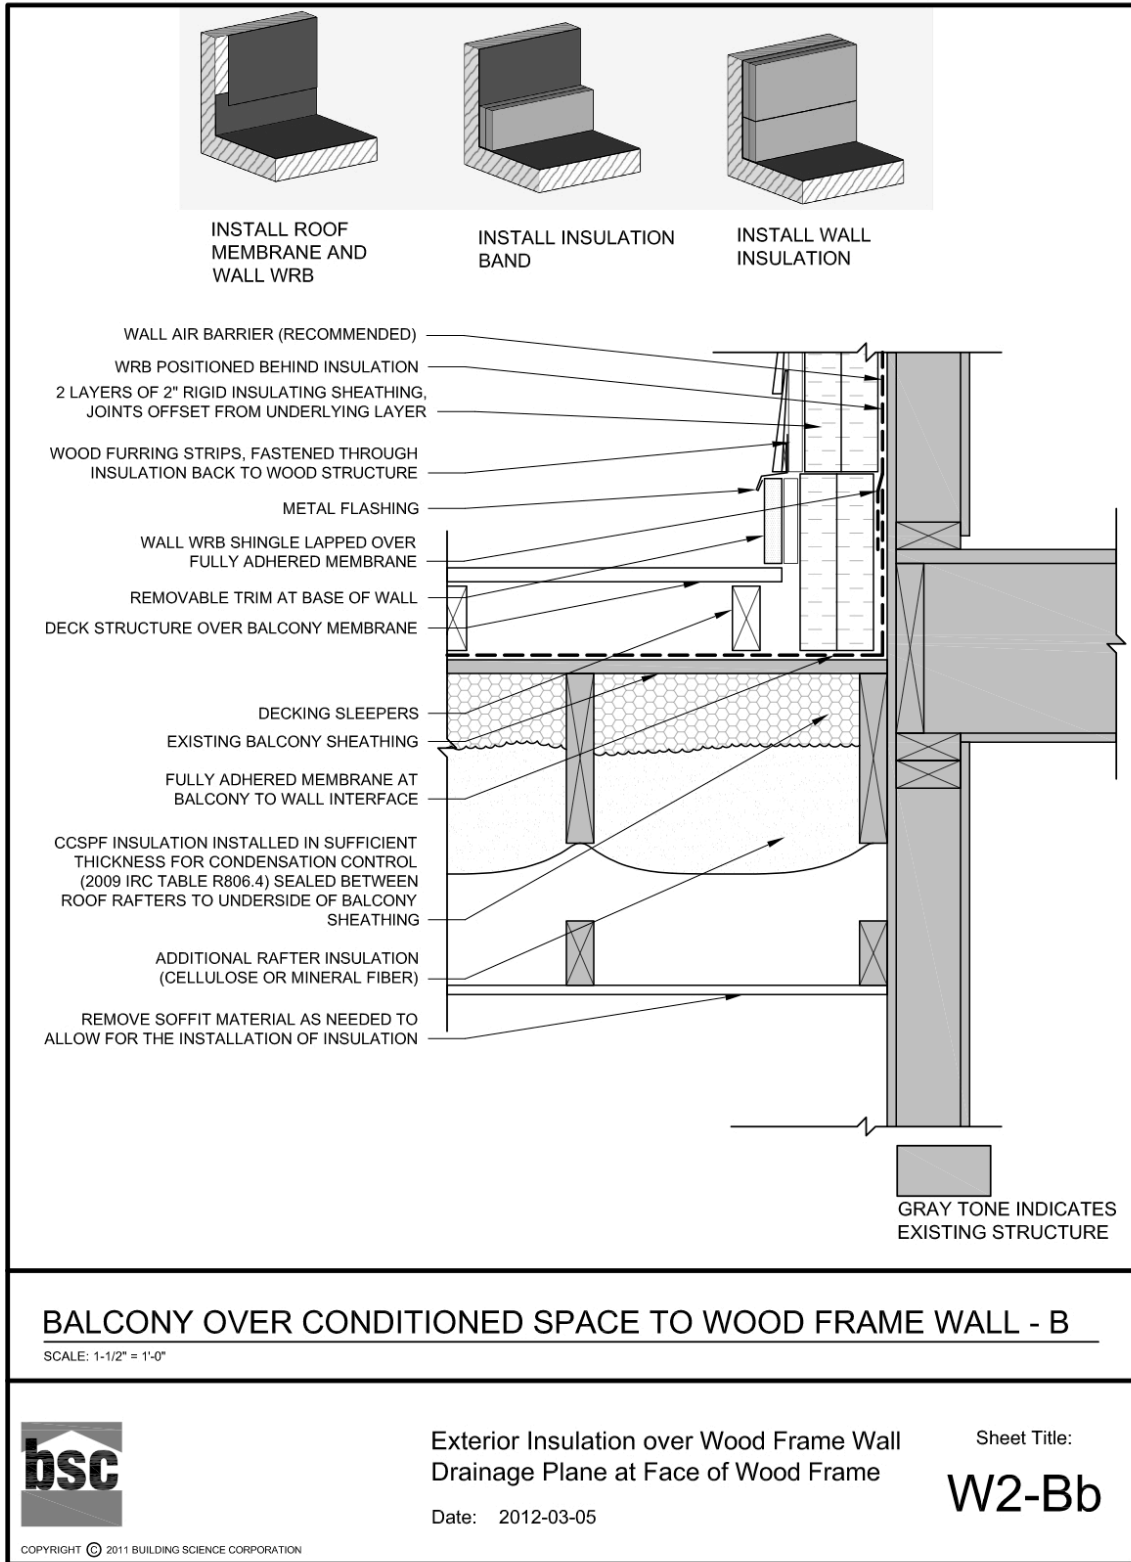 INSTALL ROOF
MEMBRANE AND
WALL WRB
INSTALL INSULATION
BAND
INSTALL WALL
INSULATION
WALL AIR BARRIER (RECOMMENDED)
WRB POSITIONED BEHIND INSULATION
2 LAYERS OF 2" RIGID INSULATING SHEATHING,
JOINTS OFFSET FROM UNDERLYING LAYER
WOOD FURRING STRIPS, FASTENED THROUGH
INSULATION BACK TO WOOD STRUCTURE
METAL FLASHING
WALL WRB SHINGLE LAPPED OVER
FULLY ADHERED MEMBRANE
REMOVABLE TRIM AT BASE OF WALL
DECK STRUCTURE OVER BALCONY MEMBRANE
DECKING SLEEPERS
EXISTING BALCONY SHEATHING
FULLY ADHERED MEMBRANE AT
BALCONY TO WALL INTERFACE
CCSPF INSULATION INSTALLED IN SUFFICIENT
THICKNESS FOR CONDENSATION CONTROL
(2009 IRC TABLE R806.4) SEALED BETWEEN
ROOF RAFTERS TO UNDERSIDE OF BALCONY
SHEATHING
ADDITIONAL RAFTER INSULATION
(CELLULOSE OR MINERAL FIBER)
REMOVE SOFFIT MATERIAL AS NEEDED TO
ALLOW FOR THE INSTALLATION OF INSULATION
GRAY TONE INDICATES
EXISTING STRUCTURE
BALCONY OVER CONDITIONED SPACE TO WOOD FRAME WALL - B
SCALE: 1-1/2" = 1'-0"
bsc
COPYRIGHT © 2011 BUILDING SCIENCE CORPORATION
Exterior Insulation over Wood Frame Wall
Drainage Plane at Face of Wood Frame
Date: 2012-03-05
Sheet Title:
W2-Bb